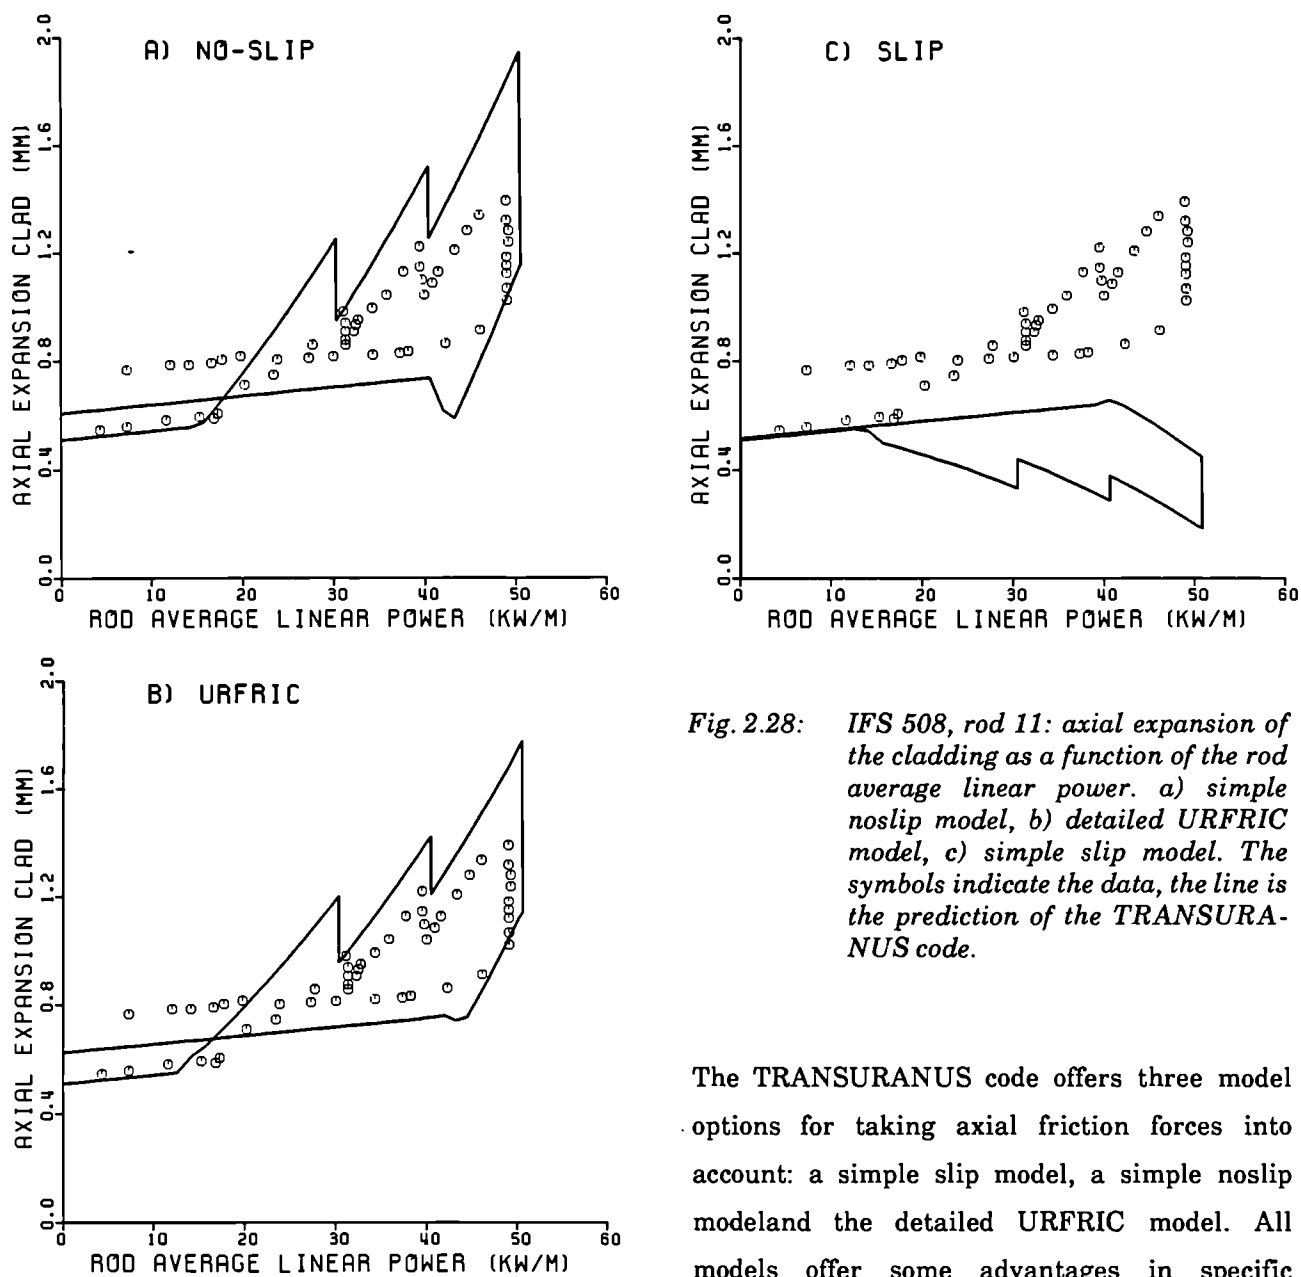 A) NO-SLIP
2.0
1.6
1.2
0.8
0.4
0.0
AXIAL EXPANSION CLAD (MM)
0 10 20 30 40 50 60
ROD AVERAGE LINEAR POWER (KW/M)
C) SLIP
2.0
1.6
1.2
0.8
0.4
0.0
AXIAL EXPANSION CLAD (MM)
0 10 20 30 40 50 60
ROD AVERAGE LINEAR POWER (KW/M)
B) URFRIC
2.0
1.6
1.2
0.8
0.4
0.0
AXIAL EXPANSION CLAD (MM)
0 10 20 30 40 50 60
ROD AVERAGE LINEAR POWER (KW/M)
Fig. 2.28: IFS 508, rod 11: axial expansion of
the cladding as a function of the rod
average linear power. a) simple
noslip model, b) detailed URFRIC
model, c) simple slip model. The
symbols indicate the data, the line is
the prediction of the TRANSURA-
NUS code.
The TRANSURANUS code offers three model
options for taking axial friction forces into
account: a simple slip model, a simple noslip
modeland the detailed URFRIC model. All
models offer some advantages in specific